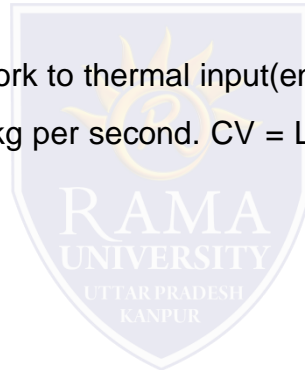 ork to thermal input(er
kg per second. CV = L
RAMA
UNIVERSITY
UTTAR PRADESH
KANPUR